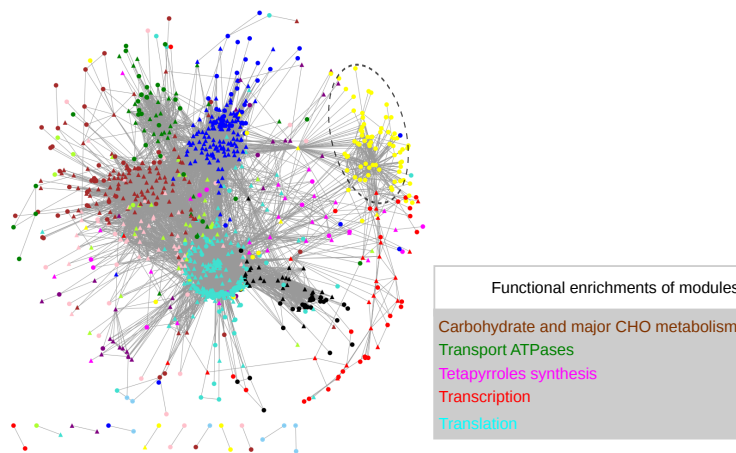 Functional enrichments of modules
Carbohydrate and major CHO metabolism
Transport ATPases
Tetapyrroles synthesis
Transcription
Translation